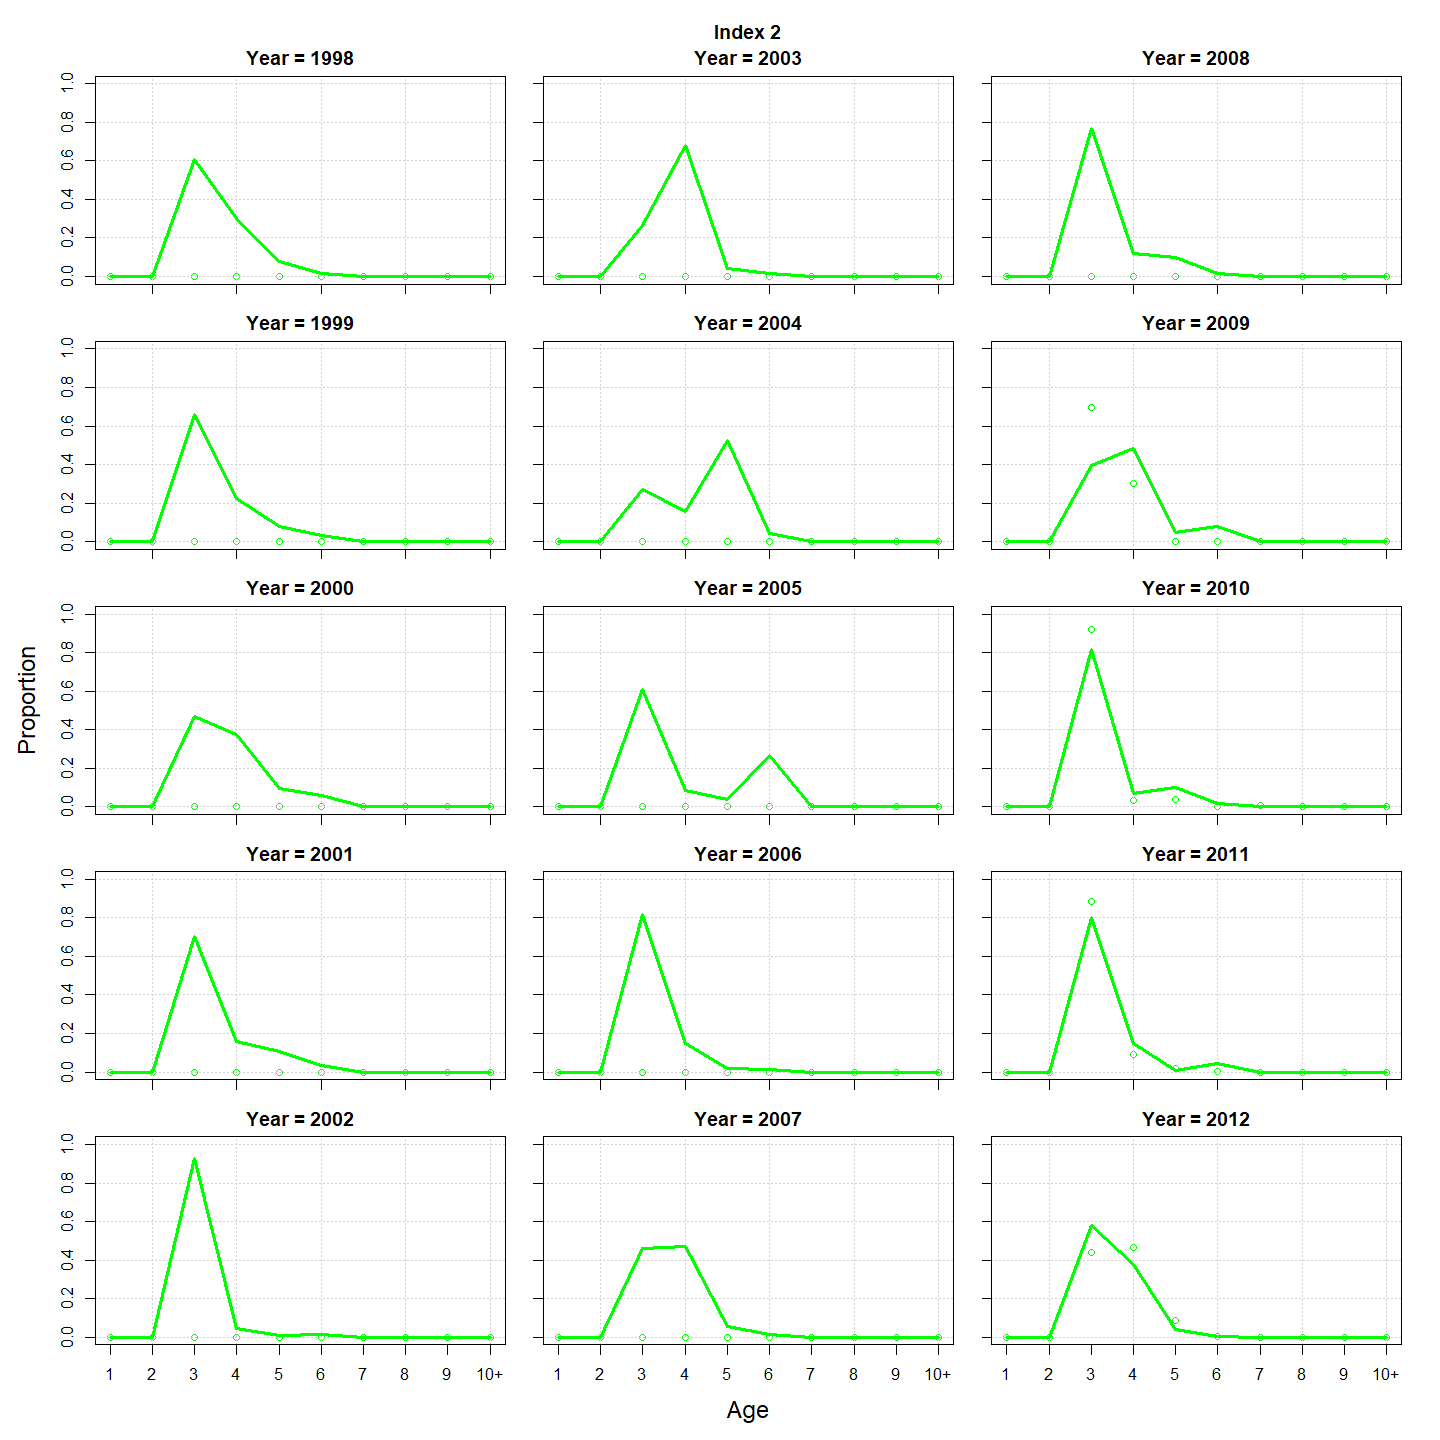 Index 2
Year = 1998
Year = 2003
Year = 2008
0.0 0.2 0.4 0.6 0.8 1.0
Year = 1999
Year = 2004
Year = 2009
0.0 0.2 0.4 0.6 0.8 1.0
Year = 2000
Year = 2005
Year = 2010
0.0 0.2 0.4 0.6 0.8 1.0
Proportion
Year = 2001
Year = 2006
Year = 2011
0.0 0.2 0.4 0.6 0.8 1.0
Year = 2002
Year = 2007
Year = 2012
0.0 0.2 0.4 0.6 0.8 1.0
1 2 3 4 5 6 7 8 9 10+
1 2 3 4 5 6 7 8 9 10+
1 2 3 4 5 6 7 8 9 10+
Age